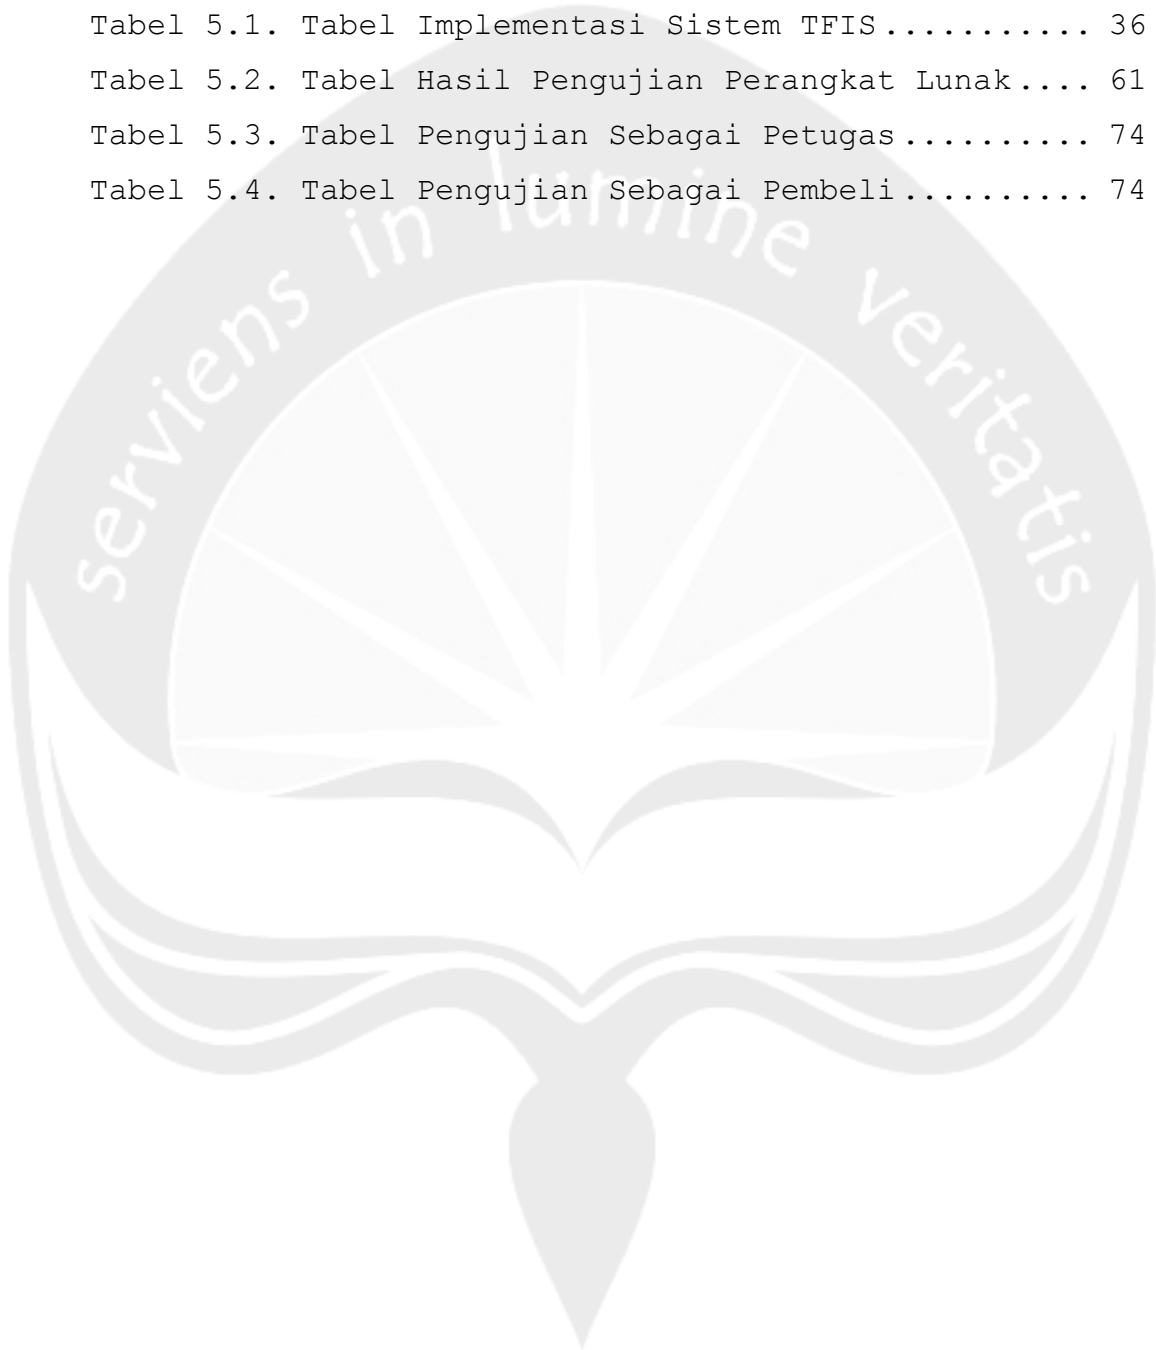 Tabel 5.1. Tabel Implementasi Sistem TFIS........... 36
Tabel 5.2. Tabel Hasil Pengujian Perangkat Lunak.... 61
Tabel 5.3. Tabel Pengujian Sebagai Petugas.......... 74
Tabel 5.4. Tabel Pengujian Sebagai Pembeli.......... 74
serviens in lumine veritatis